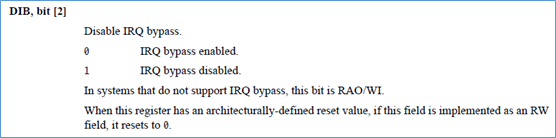 DIB, bit [2]
Disable IRQ bypass.
0 IRQ bypass enabled.
1 IRQ bypass disabled.
In systems that do not support IRQ bypass, this bit is RAO/WI.
When this register has an architecturally-defined reset value, if this field is implemented as an RW
field, it resets to 0.